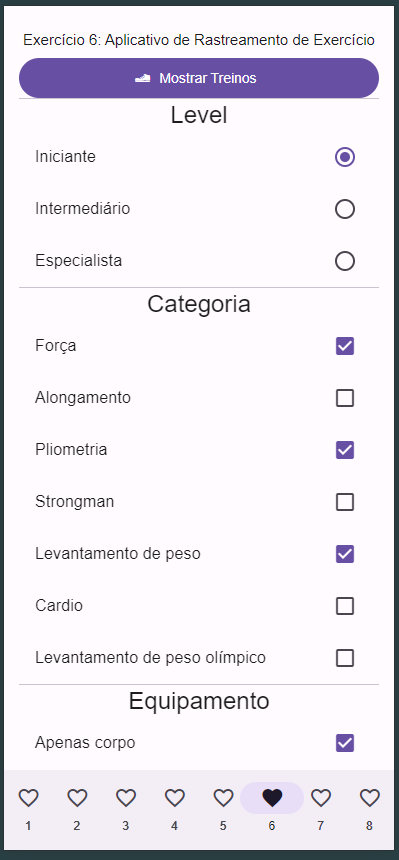 Exercício 6: Aplicativo de Rastreamento de Exercício
Mostrar Treinos
Level
Iniciante
Intermediário
Especialista
Categoria
Força
Alongamento
Pliometria
Strongman
Levantamento de peso
Cardio
Levantamento de peso olímpico
Equipamento
Apenas corpo
1 2 3 4 5 6 7 8